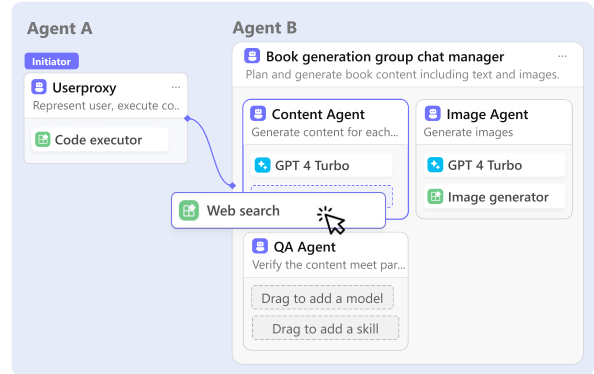 Agent A
Initiator
Userproxy
Represent user, execute co..
Code executor
Agent B
Book generation group chat manager
Plan and generate book content including text and images.
Content Agent
Generate content for each...
GPT 4 Turbo
Web search
Image Agent
Generate images
GPT 4 Turbo
Image generator
QA Agent
Verify the content meet par...
Drag to add a model
Drag to add a skill